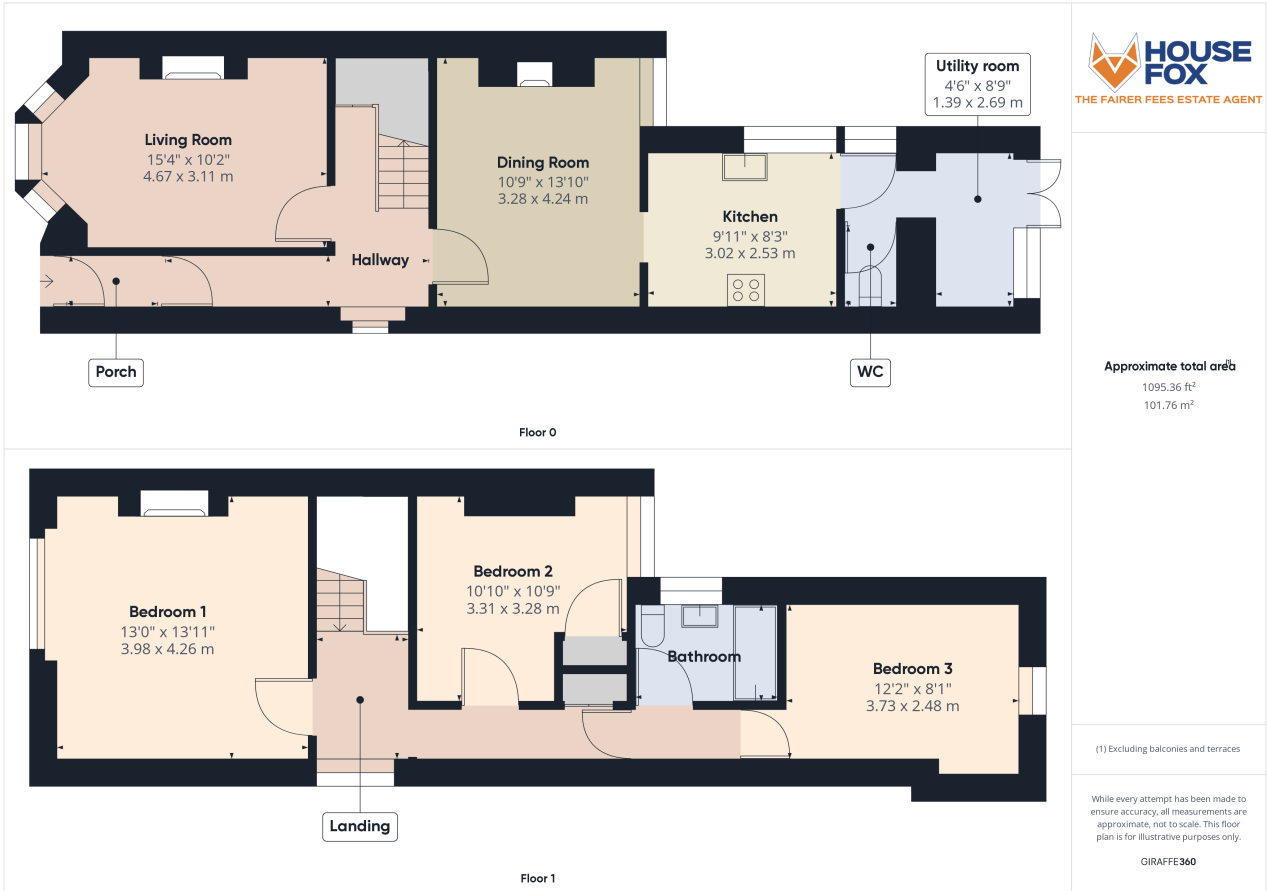 Living Room
15'4" x 10'2"
4.67 x 3.11 m
Hallway
Dining Room
10'9" x 13'10"
3.28 x 4.24 m
Kitchen
9'11" x 8'3"
3.02 x 2.53 m
Utility room
4'6" x 8'9"
1.39 x 2.69 m
Porch
WC
Floor 0
Bedroom 1
13'0" x 13'11"
3.98 x 4.26 m
Bedroom 2
10'10" x 10'9"
3.31 x 3.28 m
Bathroom
Bedroom 3
12'2" x 8'1"
3.73 x 2.48 m
Landing
Floor 1
HOUSE
FOX
THE FAIRER FEES ESTATE AGENT
Approximate total area
1095.36 ft²
101.76 m²
(1) Excluding balconies and terraces
While every attempt has been made to
ensure accuracy, all measurements are
approximate, not to scale. This floor
plan is for illustrative purposes only.
GIRAFFE360